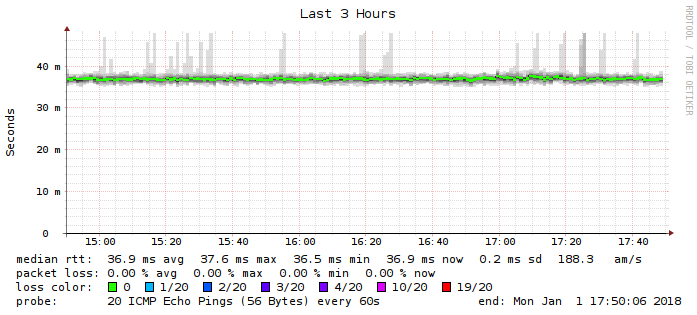 Last 3 Hours
RRDTOOL / TOBI OETIKER
Seconds
40 m
30 m
20 m
10 m
0
15:00 15:20 15:40 16:00 16:20 16:40 17:00 17:20 17:40
median rtt: 36.9 ms avg 37.6 ms max 36.5 ms min 36.9 ms now 0.2 ms sd 188.3 am/s
packet loss: 0.00 % avg 0.00 % max 0.00 % min 0.00 % now
loss color: 0 1/20 2/20 3/20 4/20 10/20 19/20
probe: 20 ICMP Echo Pings (56 Bytes) every 60s end: Mon Jan 1 17:50:06 2018